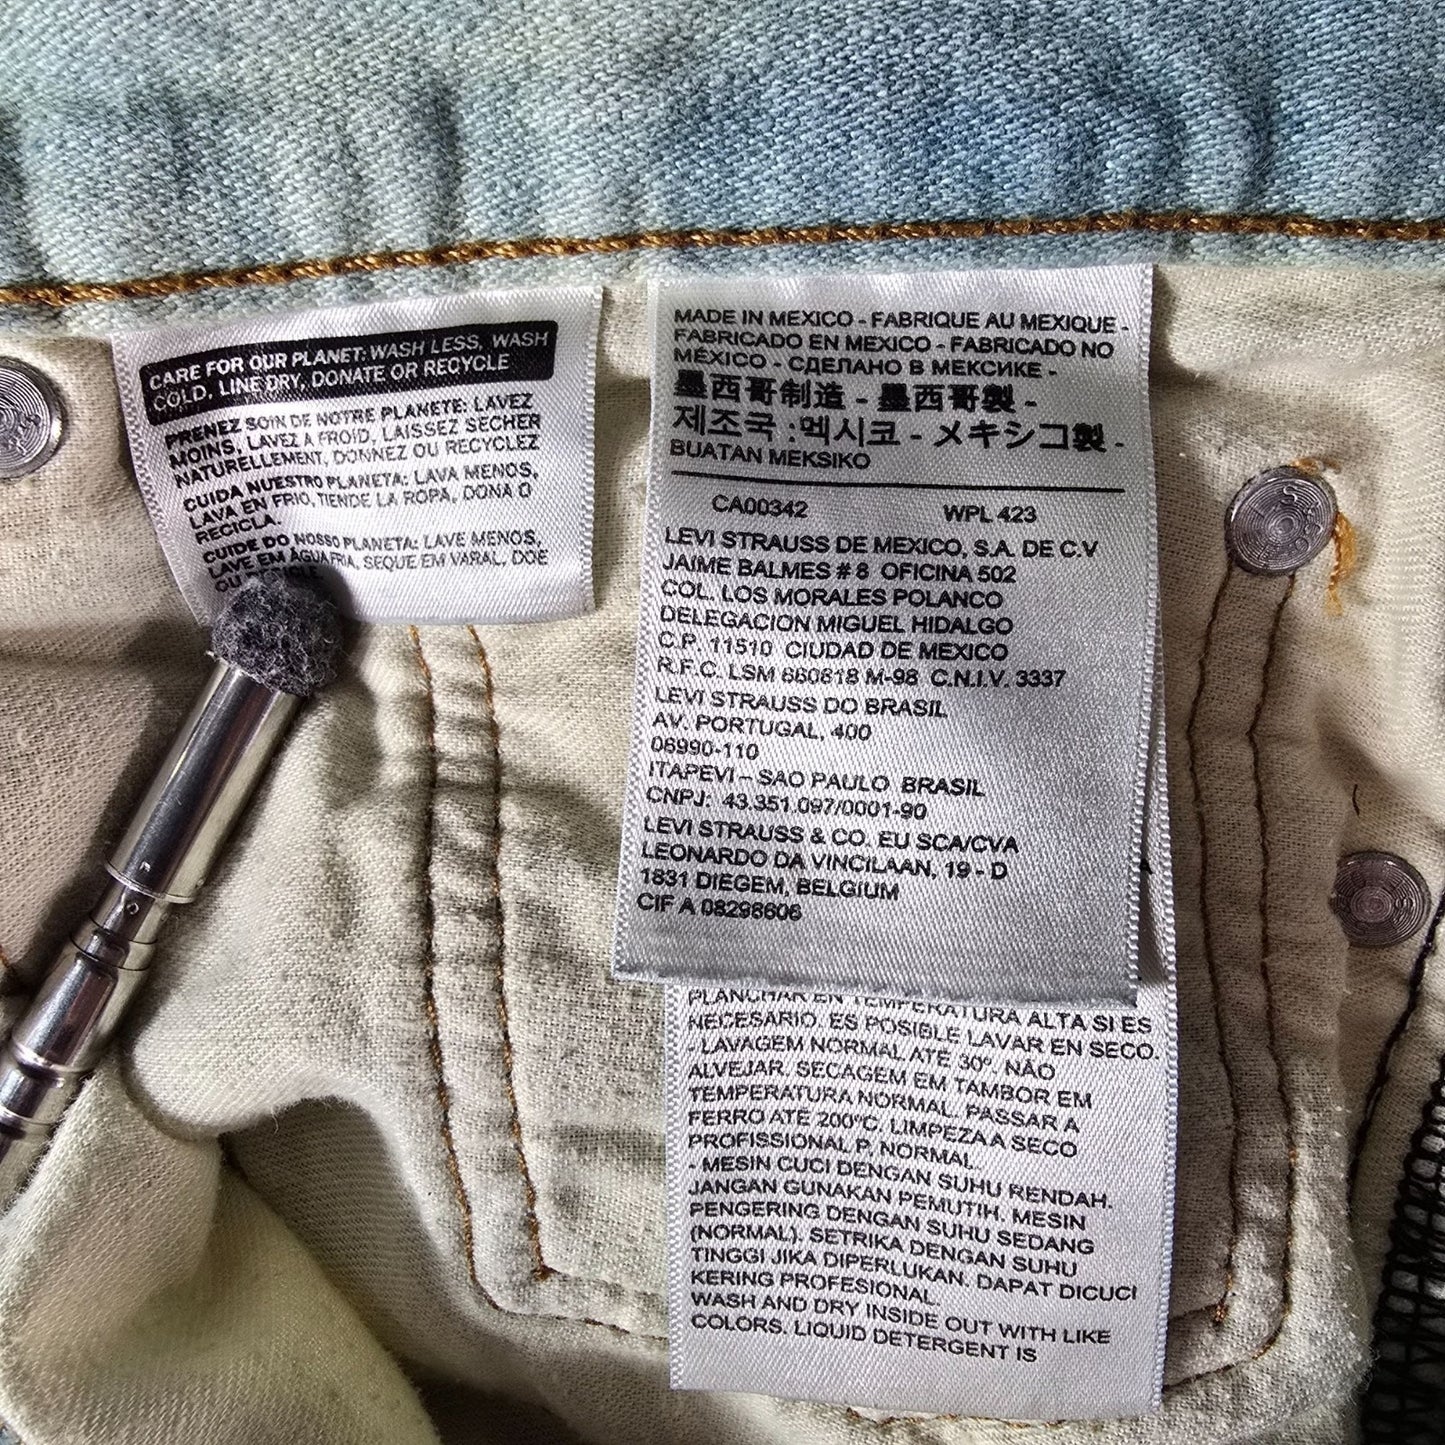 CARE FOR OUR PLANET: WASH LESS, WASH
COLD, LINE DRY, DONATE OR RECYCLE
PRENEZ SOIN DE NOTRE PLANETE: LAVEZ
MOINS, LAVEZ A FROID, LAISSEZ SECHER
NATURELLEMENT, DONNEZ OU RECYCLEZ
CUIDA NUESTRO PLANETA: LAVA MENOS,
LAVA EN FRIO, TIENDE LA ROPA, DONA O
RECICLA.
CUIDE DO NOSSO PLANETA: LAVE MENOS,
LAVE EM ÁGUA FRIA, SEQUE EM VARAL, DOE
OU
MADE IN MEXICO - FABRIQUE AU MEXIQUE -
FABRICADO EN MEXICO - FABRICADO NO
MÉXICO - СДЕЛАНО В МЕКСИКЕ -
墨西哥制造 - 墨西哥製 -
제조국 :멕시코 - メキシコ製 -
BUATAN MEKSIKO
CA00342 WPL 423
LEVI STRAUSS DE MEXICO, S.A. DE C.V
JAIME BALMES # 8 OFICINA 502
COL. LOS MORALES POLANCO
DELEGACION MIGUEL HIDALGO
C.P. 11510 CIUDAD DE MEXICO
R.F.C. LSM 860818 M-98 C.N.I.V. 3337
LEVI STRAUSS DO BRASIL
AV. PORTUGAL, 400
06990-110
ITAPEVI – SAO PAULO BRASIL
CNPJ: 43.351.097/0001-90
LEVI STRAUSS & CO. EU SCA/CVA
LEONARDO DA VINCILAAN, 19 - D
1831 DIEGEM, BELGIUM
CIF A 08298606
PLANCHAR EN TEMPERATURA ALTA SI ES
NECESARIO. ES POSIBLE LAVAR EN SECO.
- LAVAGEM NORMAL ATÉ 30º. NÃO
ALVEJAR. SECAGEM EM TAMBOR EM
TEMPERATURA NORMAL. PASSAR A
FERRO ATÉ 200ºC. LIMPEZA A SECO
PROFISSIONAL P. NORMAL.
- MESIN CUCI DENGAN SUHU RENDAH.
JANGAN GUNAKAN PEMUTIH. MESIN
PENGERING DENGAN SUHU SEDANG
(NORMAL). SETRIKA DENGAN SUHU
TINGGI JIKA DIPERLUKAN. DAPAT DICUCI
KERING PROFESIONAL.
WASH AND DRY INSIDE OUT WITH LIKE
COLORS. LIQUID DETERGENT IS